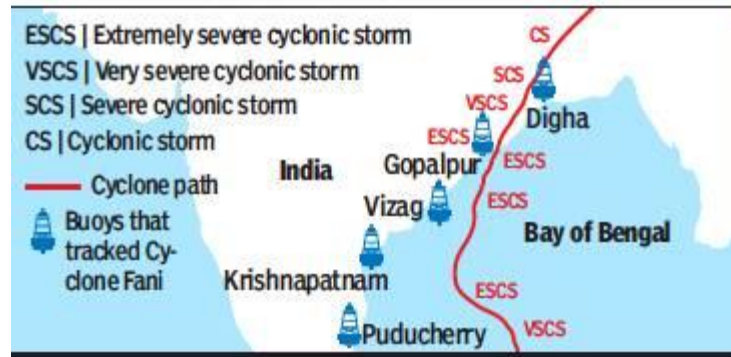 ESCS | Extremely severe cyclonic storm
VSCS | Very severe cyclonic storm
SCS | Severe cyclonic storm
CS | Cyclonic storm
Cyclone path
Buoys that
tracked Cy-
clone Fani
India
Bay of Bengal
CS
SCS
Digha
VSCS
ESCS
Gopalpur
ESCS
Vizag
ESCS
Krishnapatnam
ESCS
Puducherry
VSCS